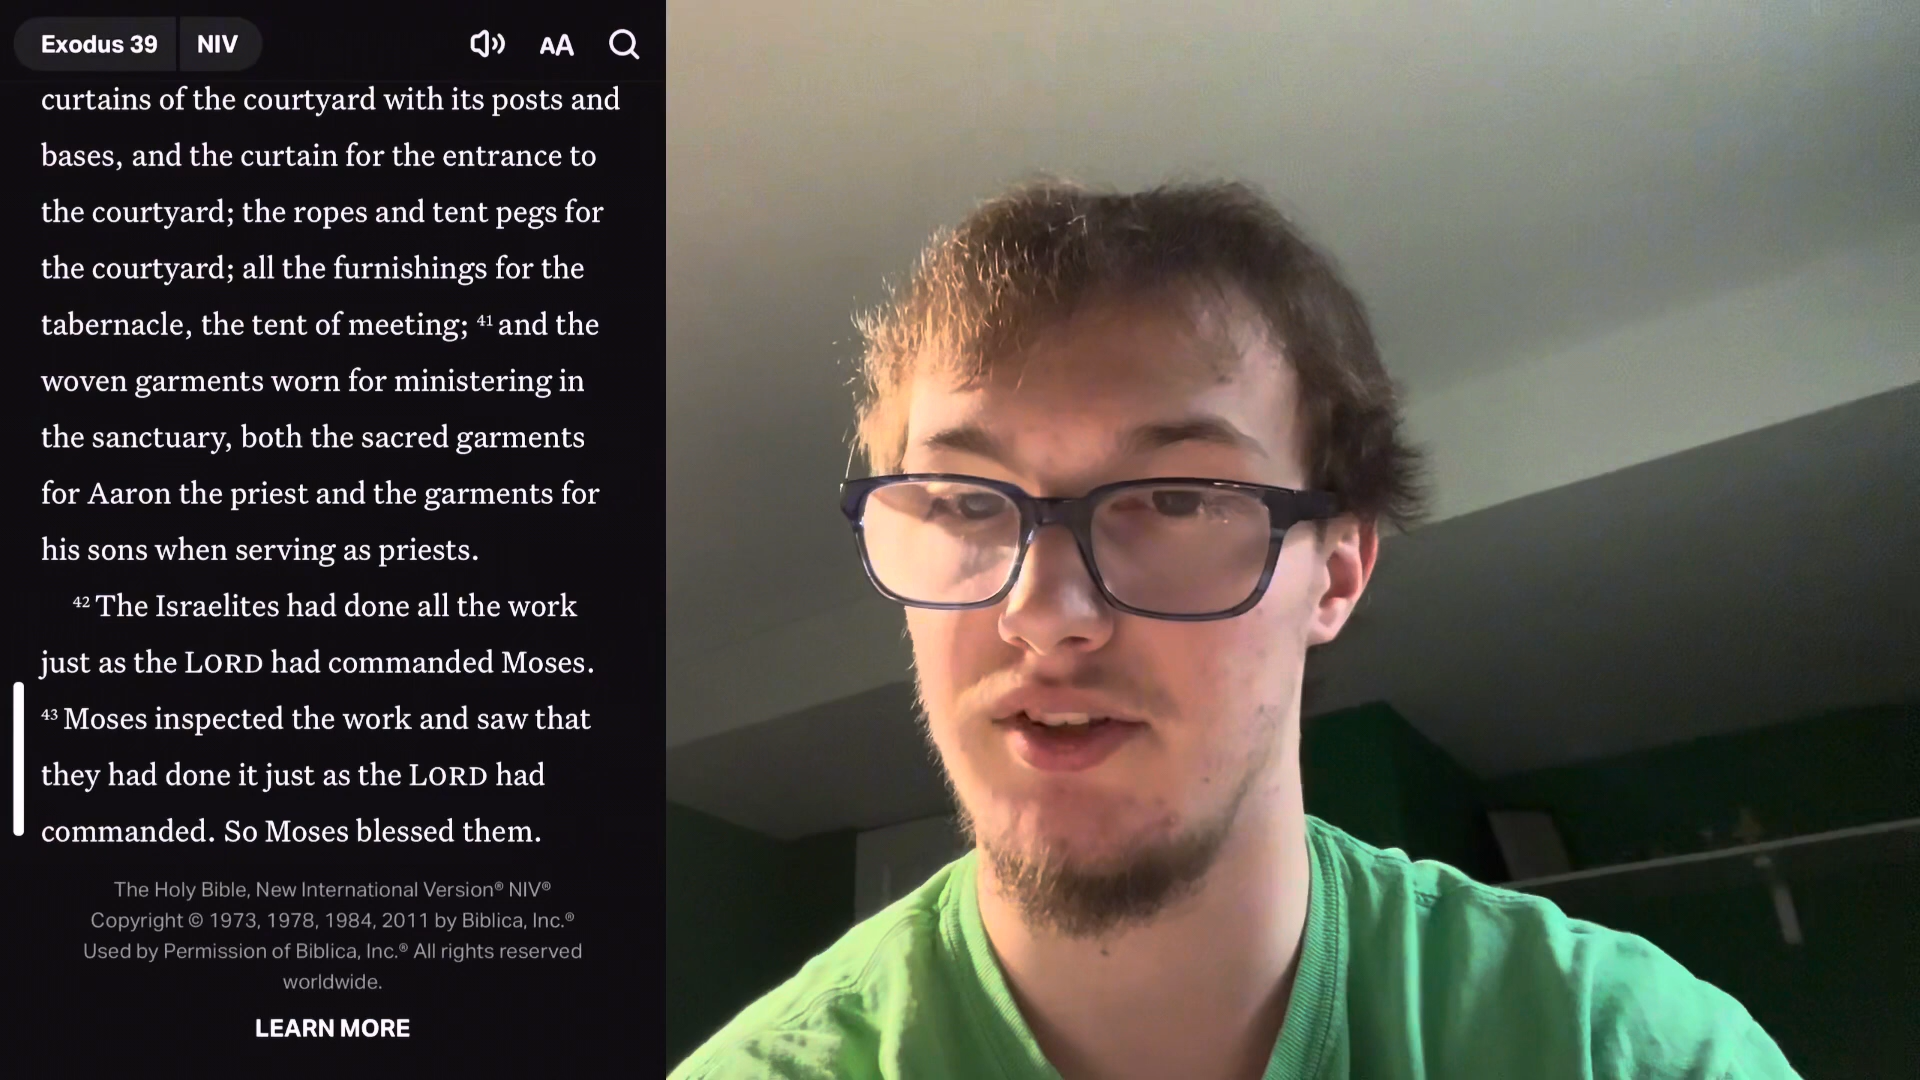 Exodus 39 NIV AA
curtains of the courtyard with its posts and
bases, and the curtain for the entrance to
the courtyard; the ropes and tent pegs for
the courtyard; all the furnishings for the
tabernacle, the tent of meeting; 41 and the
woven garments worn for ministering in
the sanctuary, both the sacred garments
for Aaron the priest and the garments for
his sons when serving as priests.
42 The Israelites had done all the work
just as the LORD had commanded Moses.
43 Moses inspected the work and saw that
they had done it just as the LORD had
commanded. So Moses blessed them.
The Holy Bible, New International Version® NIV®
Copyright © 1973, 1978, 1984, 2011 by Biblica, Inc.®
Used by Permission of Biblica, Inc.® All rights reserved
worldwide.
LEARN MORE